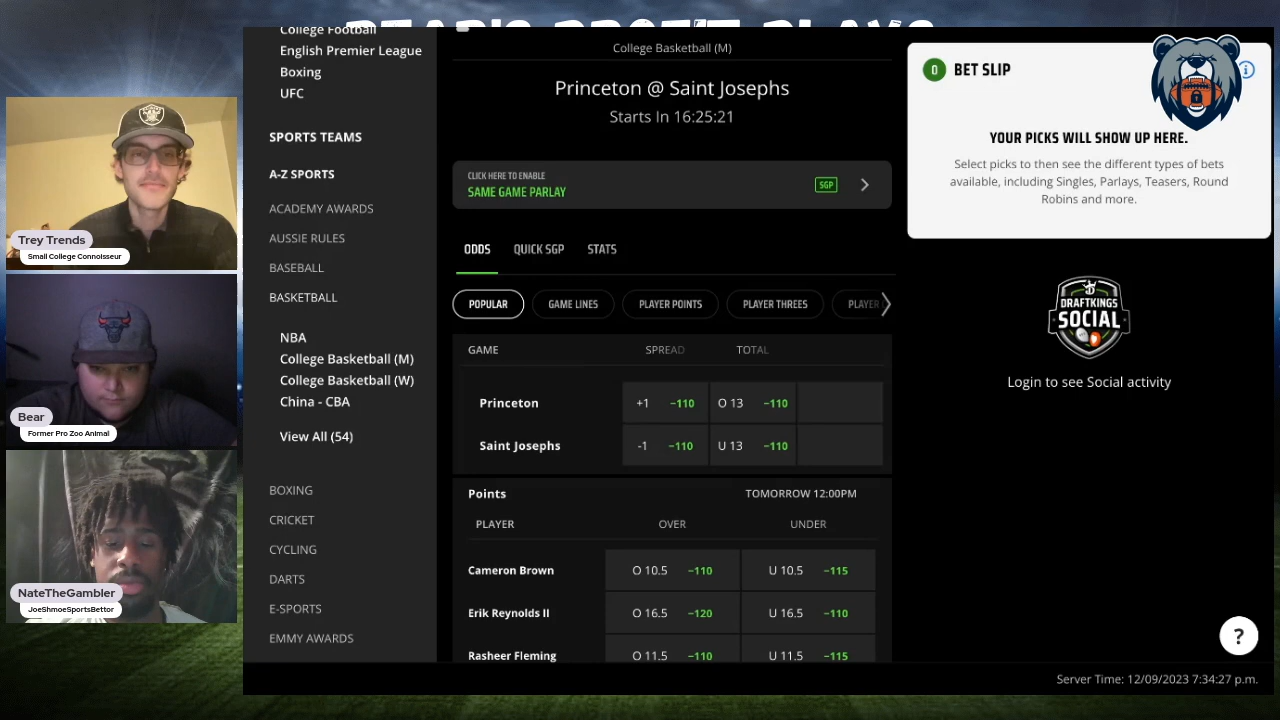 BEAR'S PROFIT PLAYS
College Football
English Premier League
Boxing
UFC
SPORTS TEAMS
A-Z SPORTS
ACADEMY AWARDS
AUSSIE RULES
BASEBALL
BASKETBALL
NBA
College Basketball (M)
College Basketball (W)
China - CBA
View All (54)
BOXING
CRICKET
CYCLING
DARTS
E-SPORTS
EMMY AWARDS
Trey Trends
Small College Connoisseur
Bear
Former Pro Zoo Animal
NateTheGambler
JoeShmoeSportsBettor
College Basketball (M)
Princeton @ Saint Josephs
Starts In 16:25:21
CLICK HERE TO ENABLE
SAME GAME PARLAY
SGP
ODDS QUICK SGP STATS
POPULAR GAME LINES PLAYER POINTS PLAYER THREES PLAYER
GAME SPREAD TOTAL
Princeton +1 −110 O 13 −110
Saint Josephs -1 −110 U 13 −110
Points TOMORROW 12:00PM
PLAYER OVER UNDER
Cameron Brown O 10.5 −110 U 10.5 −115
Erik Reynolds II O 16.5 −120 U 16.5 −110
Rasheer Fleming O 11.5 −110 U 11.5 −115
0 BET SLIP
YOUR PICKS WILL SHOW UP HERE.
Select picks to then see the different types of bets
available, including Singles, Parlays, Teasers, Round
Robins and more.
DRAFTKINGS
SOCIAL
Login to see Social activity
?
Server Time: 12/09/2023 7:34:27 p.m.